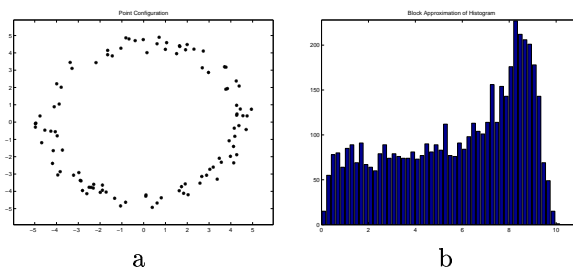 Point Configuration
5
4
3
2
1
0
−1
−2
−3
−4
−5
−5 −4 −3 −2 −1 0 1 2 3 4 5
a
Block Approximation of Histogram
200
150
100
50
0
0 2 4 6 8 10
b